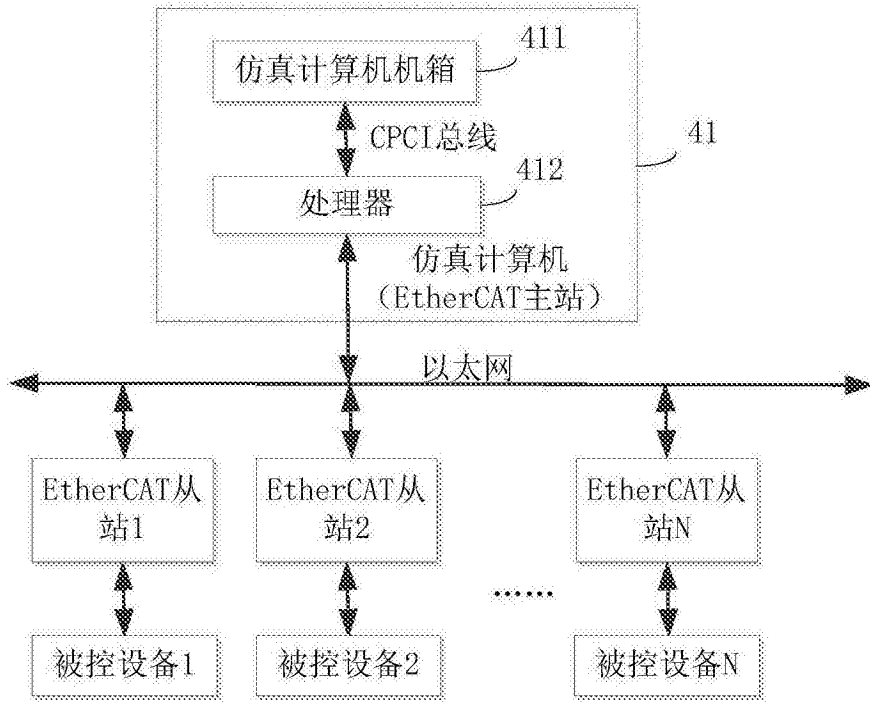 411
仿真计算机机箱
CPCI总线
41
412
处理器
仿真计算机
(EtherCAT主站)
以太网
EtherCAT从
站1
EtherCAT从
站2
EtherCAT从
站N
……
被控设备1
被控设备2
被控设备N